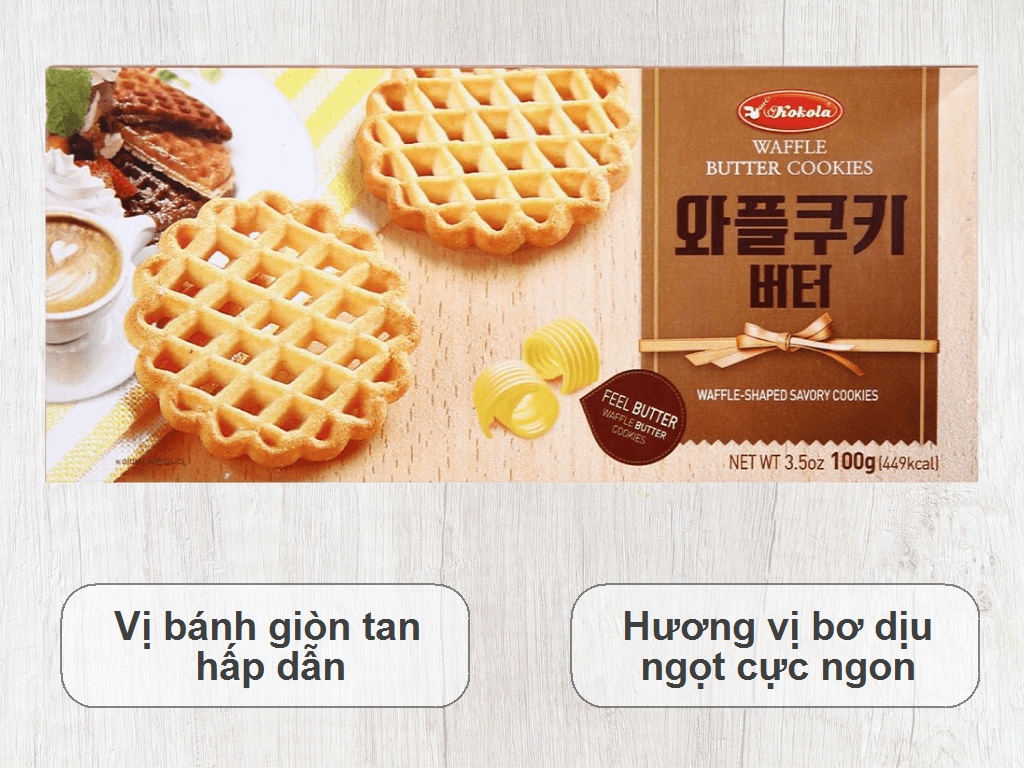 Kokola
WAFFLE
BUTTER COOKIES
와플쿠키
버터
WAFFLE-SHAPED SAVORY COOKIES
FEEL BUTTER
WAFFLE BUTTER
COOKIES
NET WT 3.5oz 100g(449kcal)
Vị bánh giòn tan
hấp dẫn
Hương vị bơ dịu
ngọt cực ngon